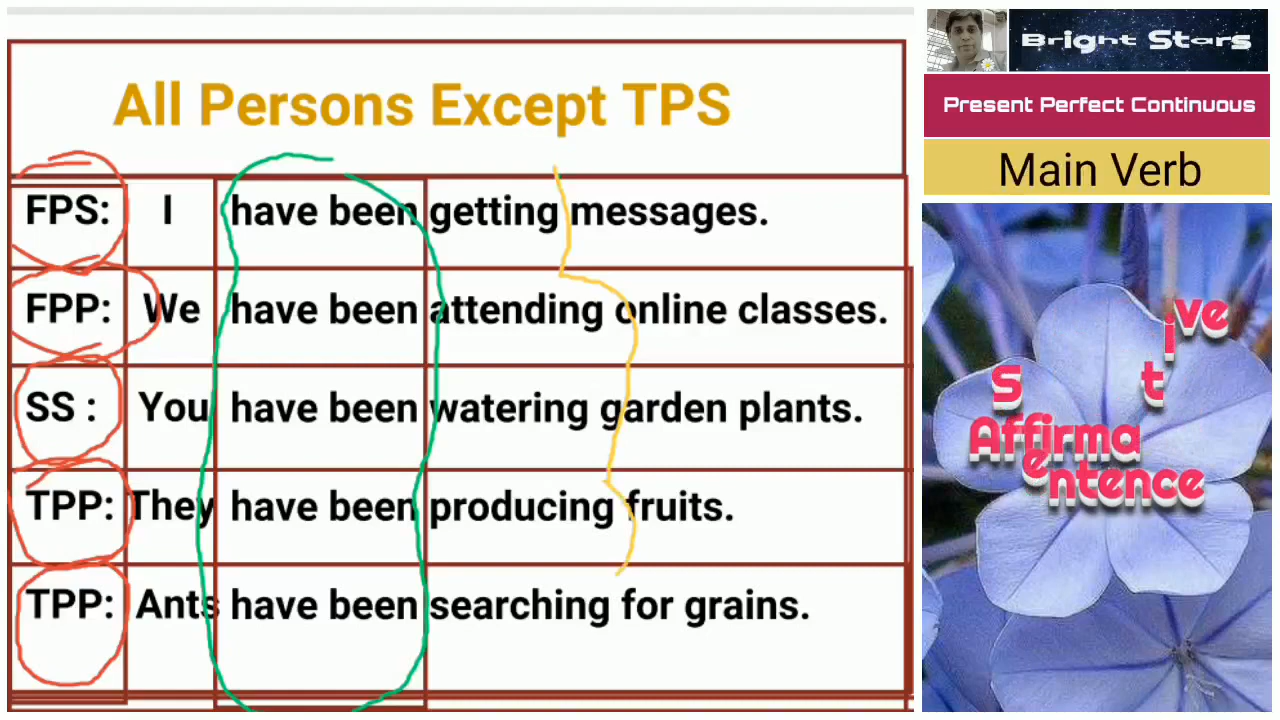 All Persons Except TPS
FPS: I have been getting messages.
FPP: We have been attending online classes.
SS : You have been watering garden plants.
TPP: They have been producing fruits.
TPP: Ants have been searching for grains.
Bright Stars
Present Perfect Continuous
Main Verb
Affirmative
Sentence